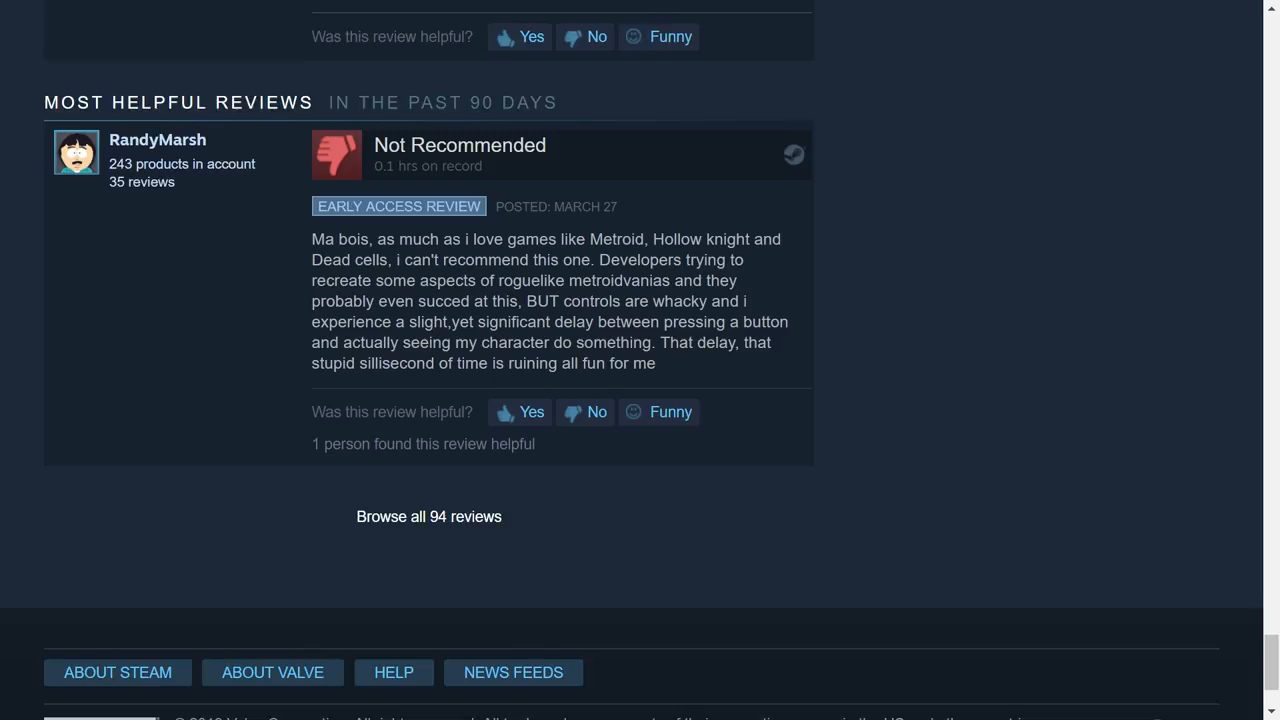 Was this review helpful? Yes No Funny
MOST HELPFUL REVIEWS IN THE PAST 90 DAYS
RandyMarsh
243 products in account
35 reviews
Not Recommended
0.1 hrs on record
EARLY ACCESS REVIEW POSTED: MARCH 27
Ma bois, as much as i love games like Metroid, Hollow knight and
Dead cells, i can't recommend this one. Developers trying to
recreate some aspects of roguelike metroidvanias and they
probably even succed at this, BUT controls are whacky and i
experience a slight,yet significant delay between pressing a button
and actually seeing my character do something. That delay, that
stupid sillisecond of time is ruining all fun for me
Was this review helpful? Yes No Funny
1 person found this review helpful
Browse all 94 reviews
ABOUT STEAM ABOUT VALVE HELP NEWS FEEDS